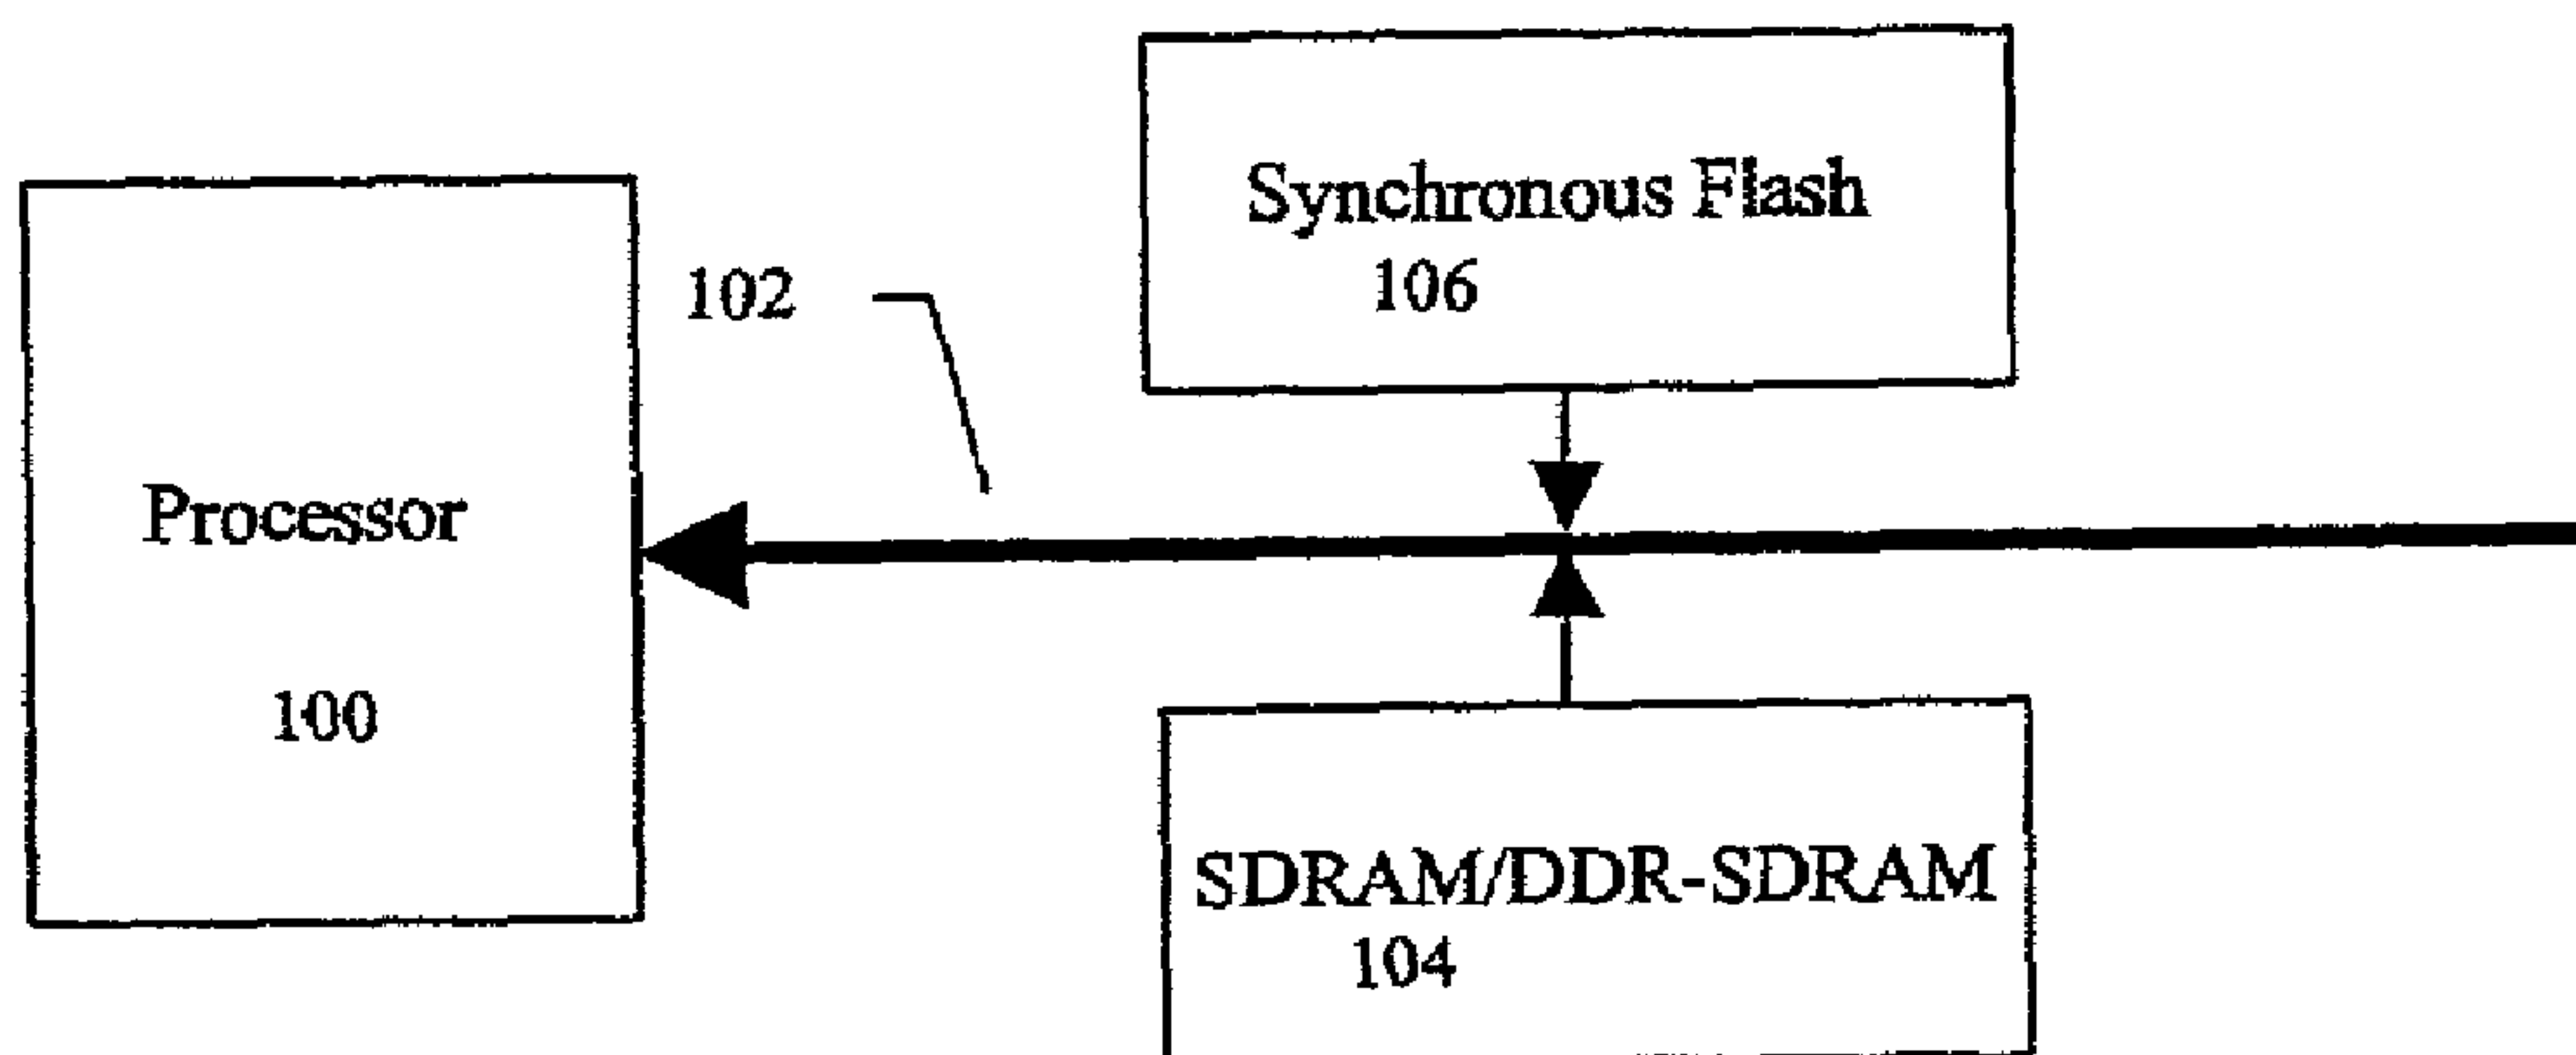 Synchronous Flash
106
102
Processor
100
SDRAM/DDR-SDRAM
104